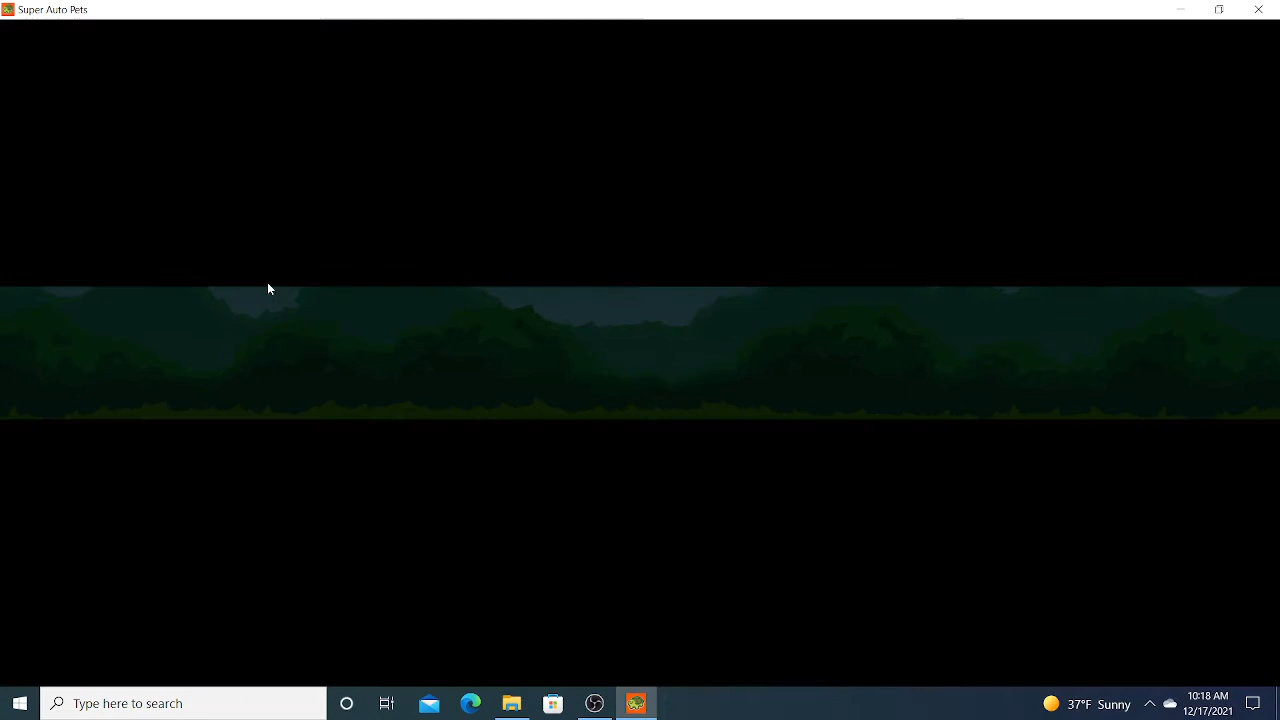 Super Auto Pets
Type here to search
37°F Sunny
10:18 AM
12/17/2021